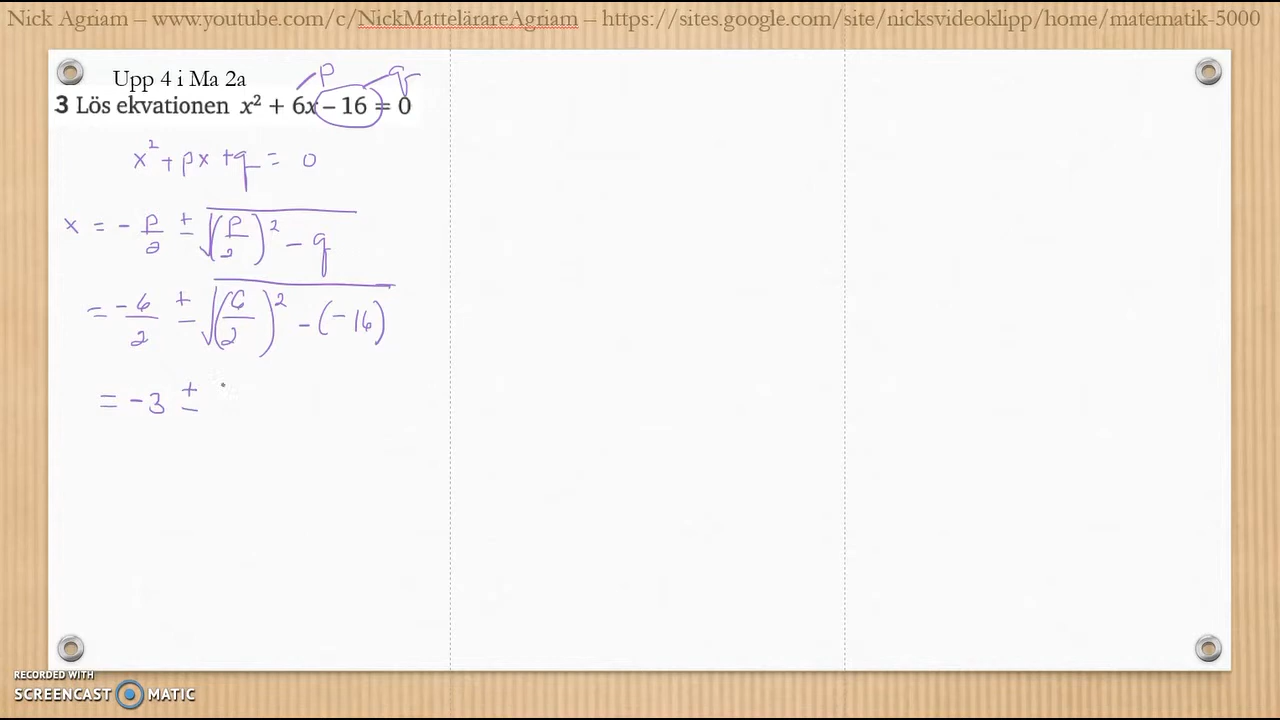 Nick Agriam – www.youtube.com/c/NickMattelärareAgriam – https://sites.google.com/site/nicksvideoklipp/home/matematik-5000
Upp 4 i Ma 2a
p q
3 Lös ekvationen x² + 6x – 16 = 0
x² + px + q = 0
x = - p/2 ± √(p/2)² - q
= -6/2 ± √(6/2)² - (-16)
= -3 ±
RECORDED WITH
SCREENCAST MATIC